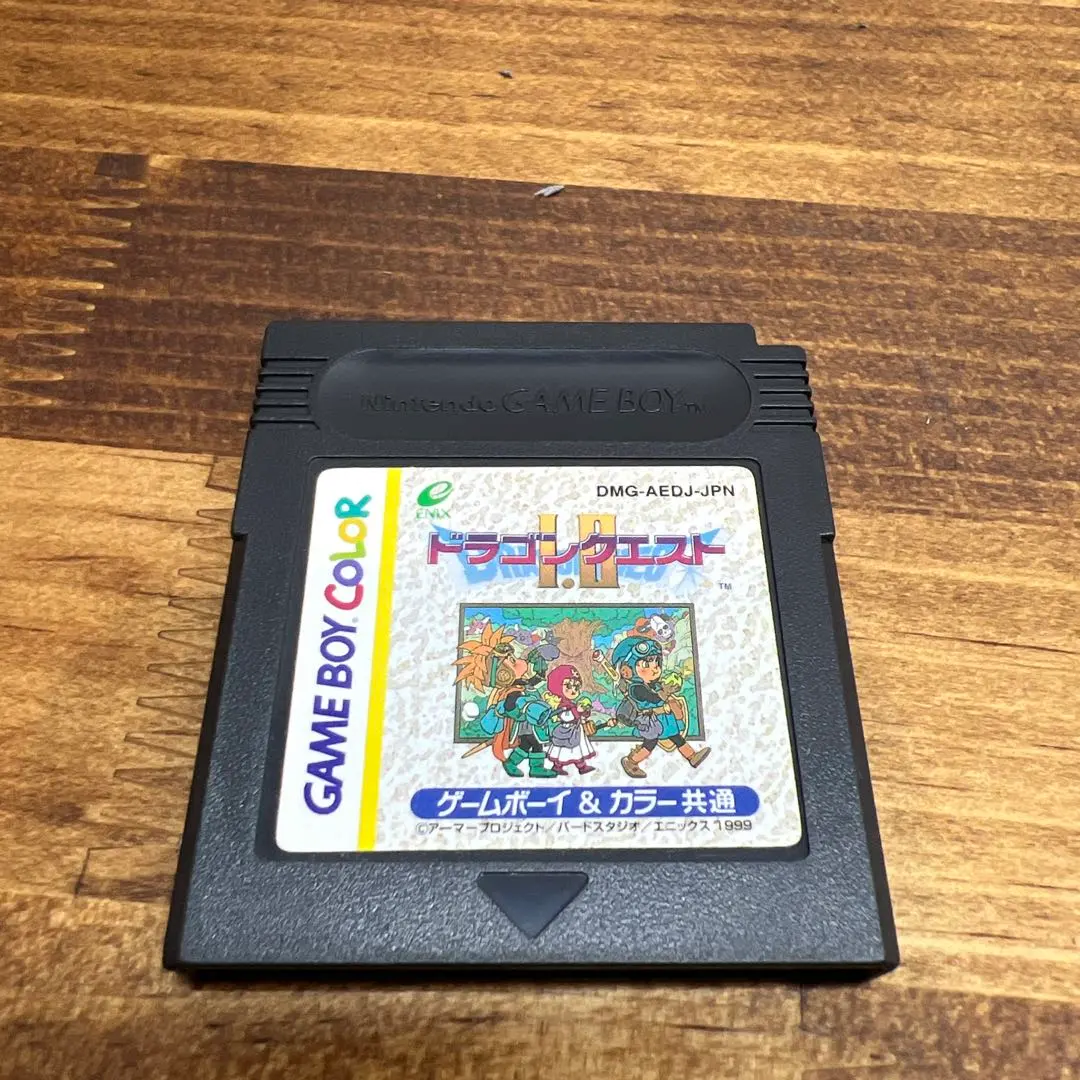 Nintendo GAME BOY TM
GAME BOY COLOR
ENIX
DMG-AEDJ-JPN
ドラゴンクエスト
I・II
TM
ゲームボーイ & カラー共通
©アーマープロジェクト/バードスタジオ/エニックス 1999